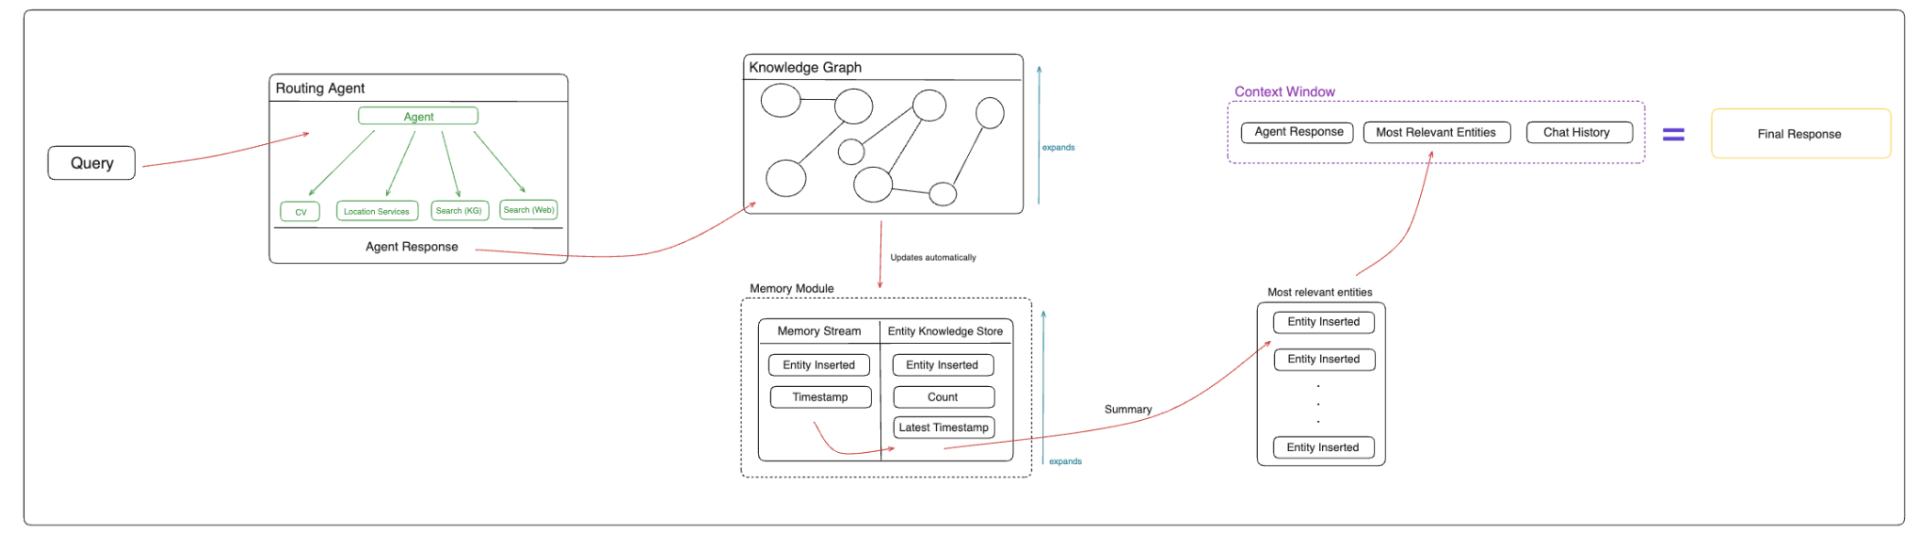 Query
Routing Agent
Agent
CV
Location Services
Search (KG)
Search (Web)
Agent Response
Knowledge Graph
expands
Updates automatically
Memory Module
Memory Stream
Entity Knowledge Store
Entity Inserted
Entity Inserted
Timestamp
Count
Latest Timestamp
expands
Summary
Most relevant entities
Entity Inserted
Entity Inserted
.
.
.
Entity Inserted
Context Window
Agent Response
Most Relevant Entities
Chat History
=
Final Response